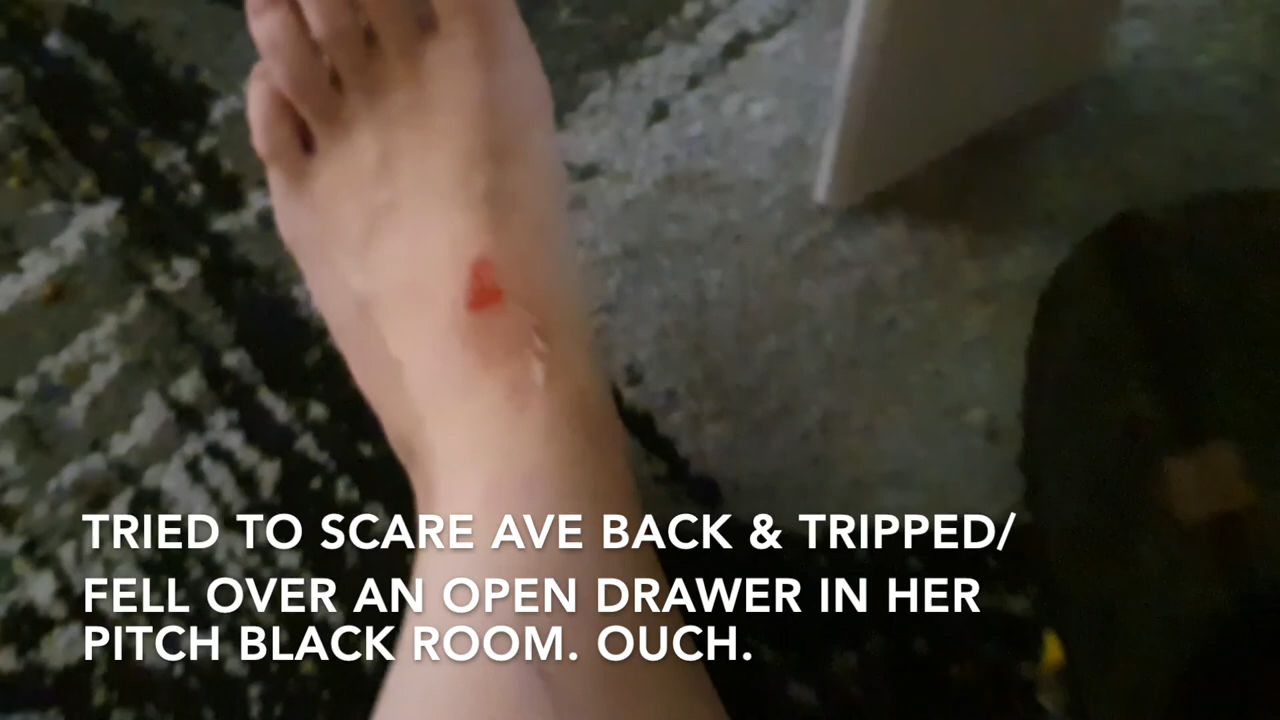 TRIED TO SCARE AVE BACK & TRIPPED/
FELL OVER AN OPEN DRAWER IN HER
PITCH BLACK ROOM. OUCH.